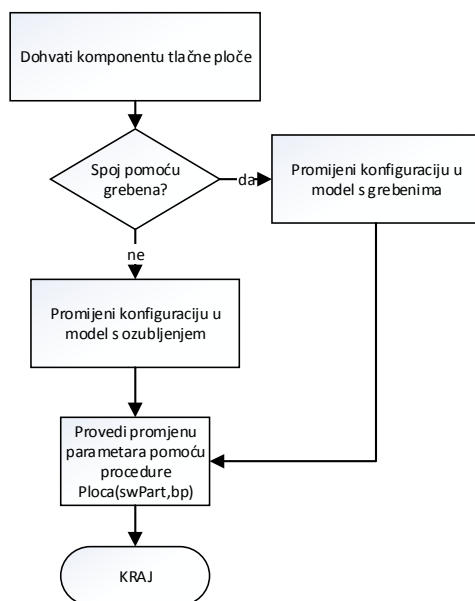 Dohvati komponentu tlačne ploče
Spoj pomoću
grebena?
da
Promijeni konfiguraciju u
model s grebenima
ne
Promijeni konfiguraciju u
model s ozubljenjem
Provedi promjenu
parametara pomoću
procedure
Ploca(swPart,bp)
KRAJ